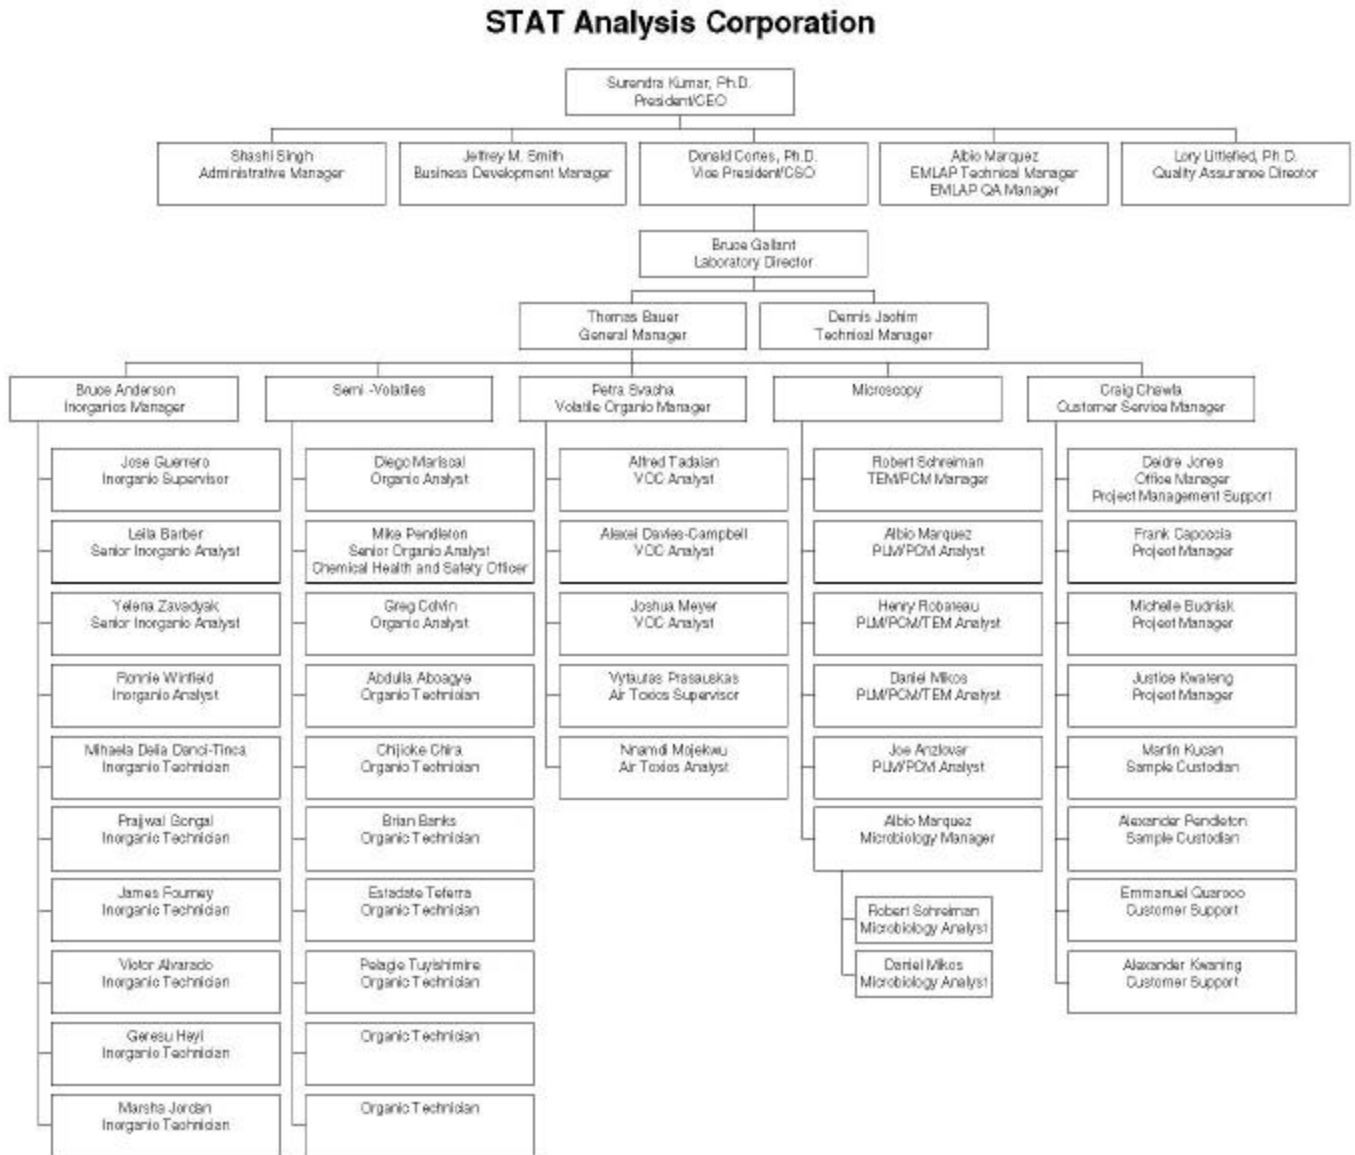 STAT Analysis Corporation
Surendra Kumar, Ph.D.
President/CEO
Shashi Singh
Administrative Manager
Jeffrey M. Smith
Business Development Manager
Donald Cortes, Ph.D.
Vice President/CSO
Albio Marquez
EMLAP Technical Manager
EMLAP QA Manager
Lory Littlefied, Ph.D.
Quality Assurance Director
Bruce Gallant
Laboratory Director
Thomas Bauer
General Manager
Dennis Jachim
Technical Manager
Bruce Anderson
Inorganics Manager
Semi -Volatiles
Petra Svacha
Volatile Organic Manager
Microscopy
Craig Chawla
Customer Service Manager
Jose Guerrero
Inorganic Supervisor
Leila Barber
Senior Inorganic Analyst
Yelena Zavadyak
Senior Inorganic Analyst
Ronnie Winfield
Inorganic Analyst
Mihaela Delia Danci-Tinca
Inorganic Technician
Prajwal Gongal
Inorganic Technician
James Fourney
Inorganic Technician
Victor Alvarado
Inorganic Technician
Geresu Heyi
Inorganic Technician
Marsha Jordan
Inorganic Technician
Diego Mariscal
Organic Analyst
Mike Pendleton
Senior Organic Analyst
Chemical Health and Safety Officer
Greg Colvin
Organic Analyst
Abdulla Aboagye
Organic Technician
Chijioke Chira
Organic Technician
Brian Banks
Organic Technician
Estadate Teferra
Organic Technician
Pelagie Tuyishimire
Organic Technician
Organic Technician
Organic Technician
Alfred Tadalan
VOC Analyst
Alexei Davies-Campbell
VOC Analyst
Joshua Meyer
VOC Analyst
Vytautas Prasauskas
Air Toxics Supervisor
Nnamdi Mojekwu
Air Toxics Analyst
Robert Schreiman
TEM/PCM Manager
Albio Marquez
PLM/PCM Analyst
Henry Robateau
PLM/PCM/TEM Analyst
Daniel Mikos
PLM/PCM/TEM Analyst
Joe Anzlovar
PLM/PCM Analyst
Albio Marquez
Microbiology Manager
Robert Schreiman
Microbiology Analyst
Daniel Mikos
Microbiology Analyst
Deidre Jones
Office Manager
Project Management Support
Frank Capoccia
Project Manager
Michelle Budniak
Project Manager
Justice Kwateng
Project Manager
Martin Kucan
Sample Custodian
Alexander Pendleton
Sample Custodian
Emmanuel Quarcoo
Customer Support
Alexander Kwaning
Customer Support